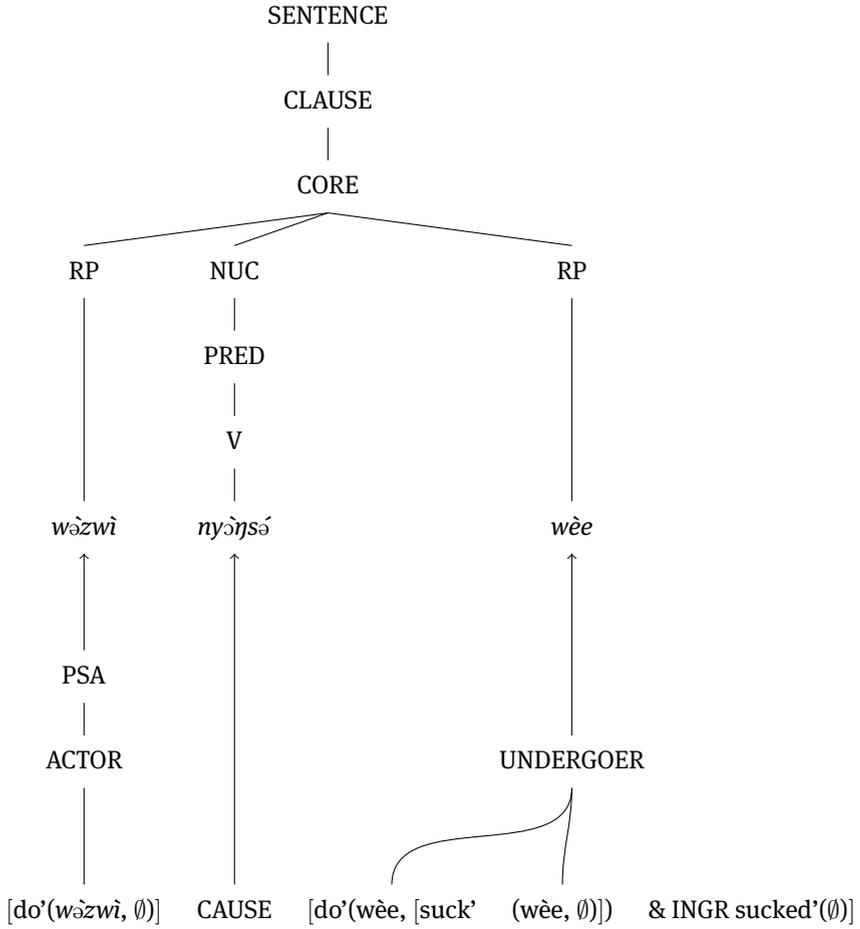 SENTENCE
CLAUSE
CORE
RP NUC RP
PRED
V
wə̀zwì nyɔ̀ŋsə́ wèe
PSA
ACTOR UNDERGOER
[do’(wə̀zwì, ∅)] CAUSE [do’(wèe, [suck’ (wèe, ∅)]) & INGR sucked’(∅)]